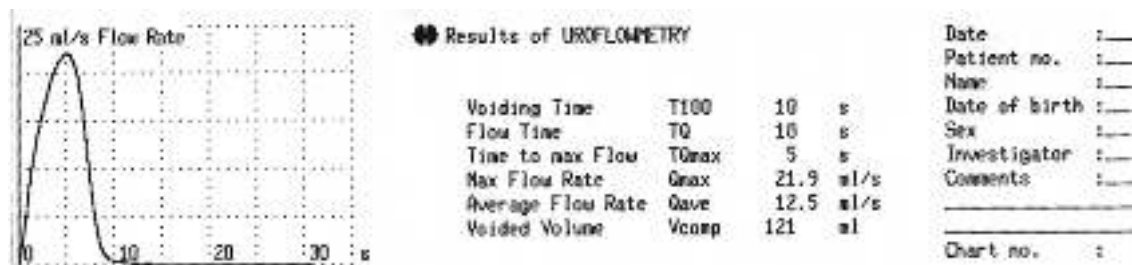 25 ml/s Flow Rate
0 10 20 30 s
Results of UROFLOWMETRY
Voiding Time T100 10 s
Flow Time TQ 10 s
Time to max Flow TQmax 5 s
Max Flow Rate Qmax 21.9 ml/s
Average Flow Rate Qave 12.5 ml/s
Voided Volume Vcomp 121 ml
Date :
Patient no. :
Name :
Date of birth :
Sex :
Investigator :
Comments :
Chart no. :